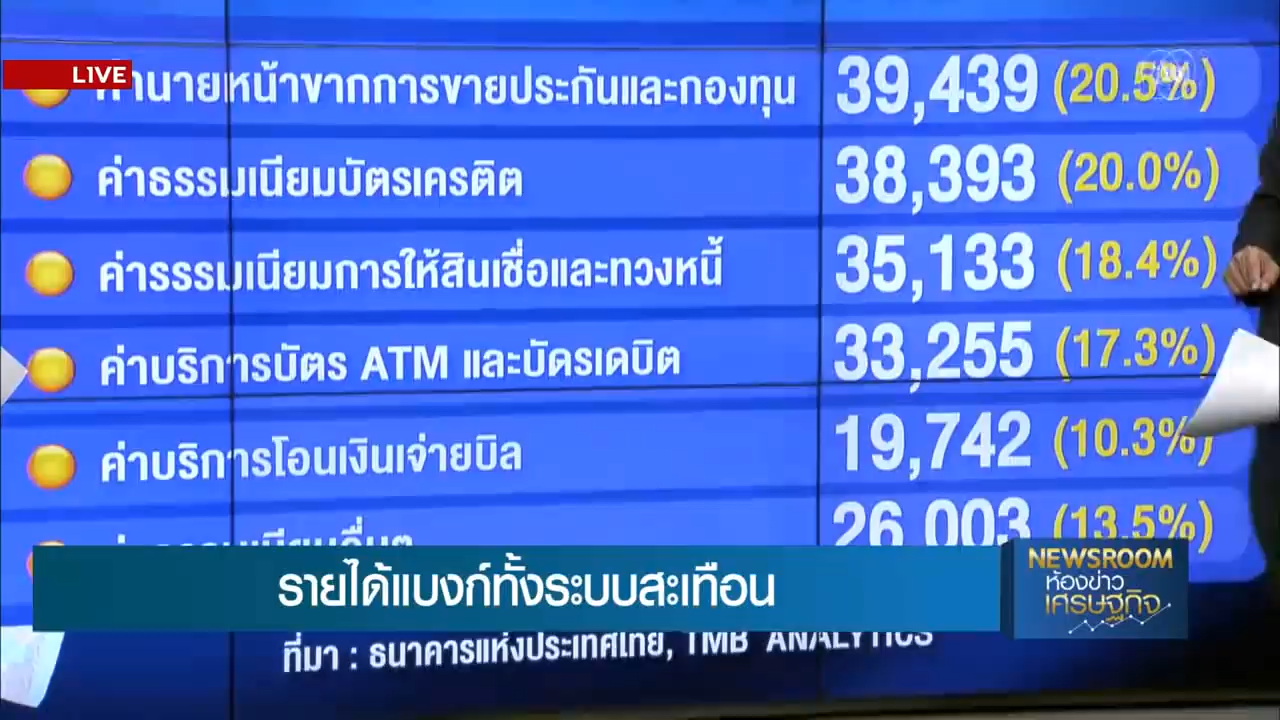 LIVE
ค่านายหน้าขากการขายประกันและกองทุน 39,439 (20.5%)
ค่าธรรมเนียมบัตรเครติต 38,393 (20.0%)
ค่ารรรมเนียมการให้สินเชื่อและทวงหนี้ 35,133 (18.4%)
ค่าบริการบัตร ATM และบัดรเดบิต 33,255 (17.3%)
ค่าบริการโอนเงินเจ่ายบิล 19,742 (10.3%)
26,003 (13.5%)
รายได้แบงก์ทั้งระบบสะเทือน
NEWSROOM
ห้องข่าว
เศรษฐกิจ
ที่มา : ธนาคารแห่งประเทศไทย, TMB ANALYTICS